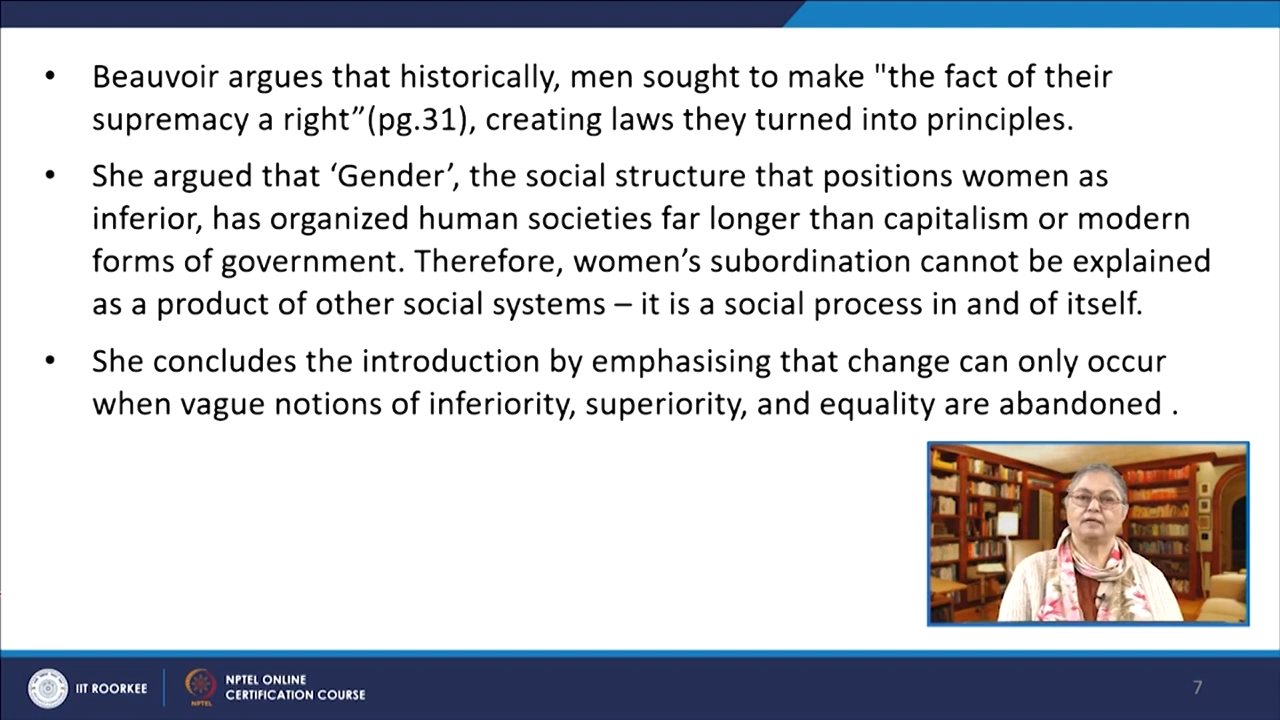 • Beauvoir argues that historically, men sought to make "the fact of their
supremacy a right”(pg.31), creating laws they turned into principles.
• She argued that ‘Gender’, the social structure that positions women as
inferior, has organized human societies far longer than capitalism or modern
forms of government. Therefore, women’s subordination cannot be explained
as a product of other social systems – it is a social process in and of itself.
• She concludes the introduction by emphasising that change can only occur
when vague notions of inferiority, superiority, and equality are abandoned .
IIT ROORKEE
NPTEL
NPTEL ONLINE
CERTIFICATION COURSE
7